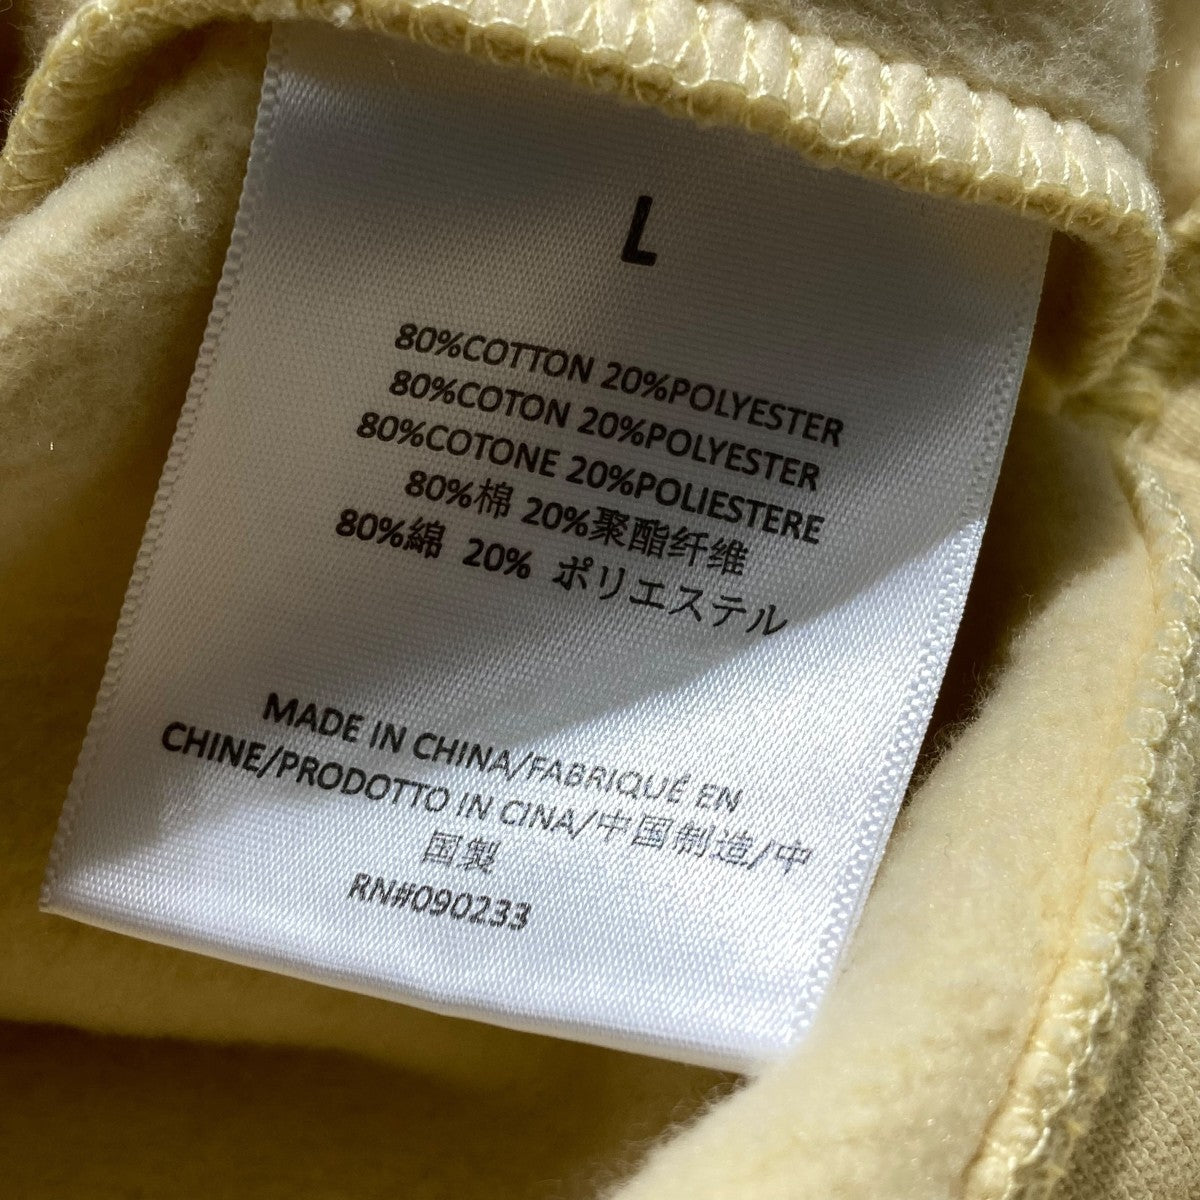 L
80%COTTON 20%POLYESTER
80%COTON 20%POLYESTER
80%COTONE 20%POLIESTERE
80%棉 20%聚酯纤维
80%綿 20% ポリエステル
MADE IN CHINA/FABRIQUÉ EN
CHINE/PRODOTTO IN CINA/中国制造/中
国製
RN#090233